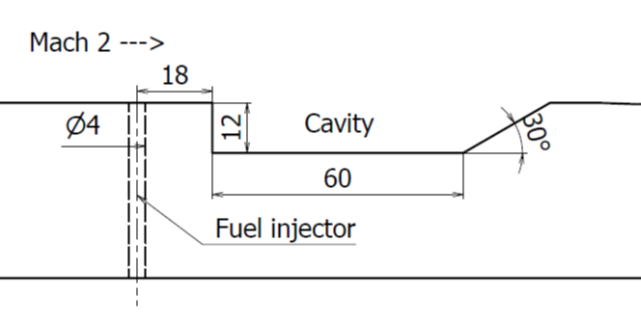 Mach 2 --->
18
Ø4
12
Cavity
30°
60
Fuel injector